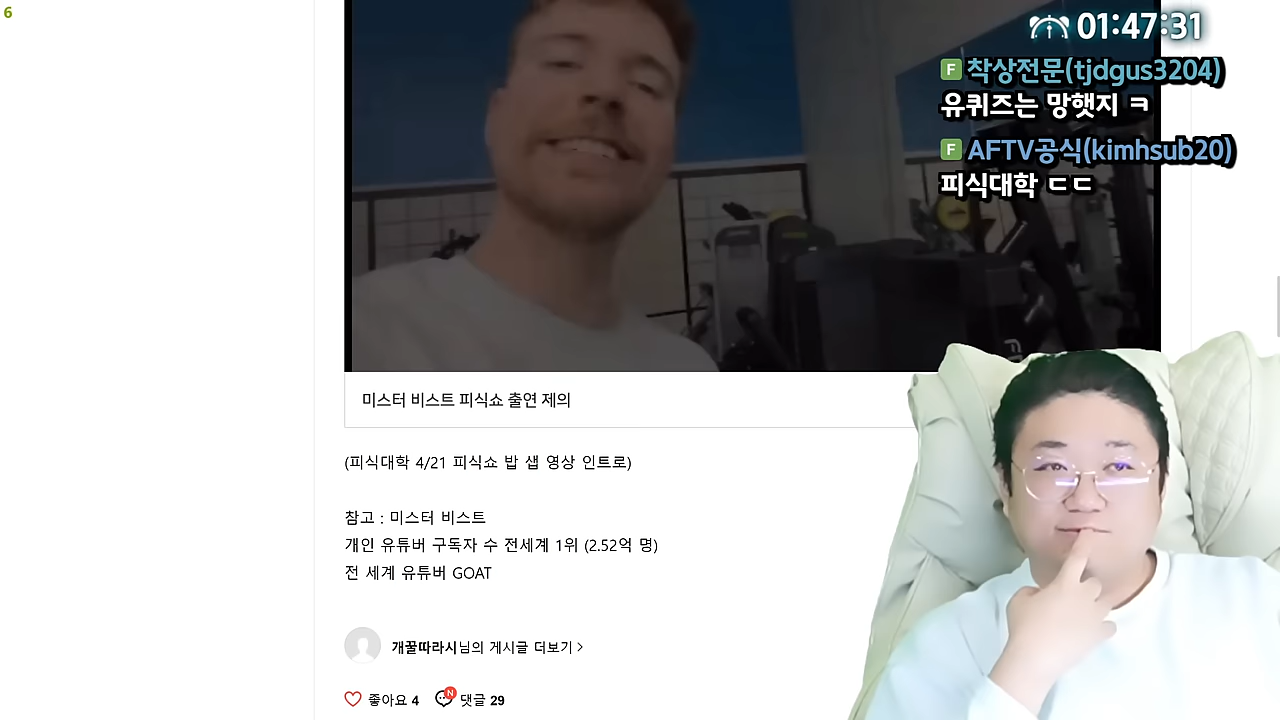 6
01:47:31
F 착상전문(tjdgus3204)
유퀴즈는 망햇지 ㅋ
F AFTV공식(kimhsub20)
피식대학 ㄷㄷ
미스터 비스트 피식쇼 출연 제의
(피식대학 4/21 피식쇼 밥 샙 영상 인트로)
참고 : 미스터 비스트
개인 유튜버 구독자 수 전세계 1위 (2.52억 명)
전 세계 유튜버 GOAT
개꿀따라시님의 게시글 더보기 >
좋아요 4 N 댓글 29